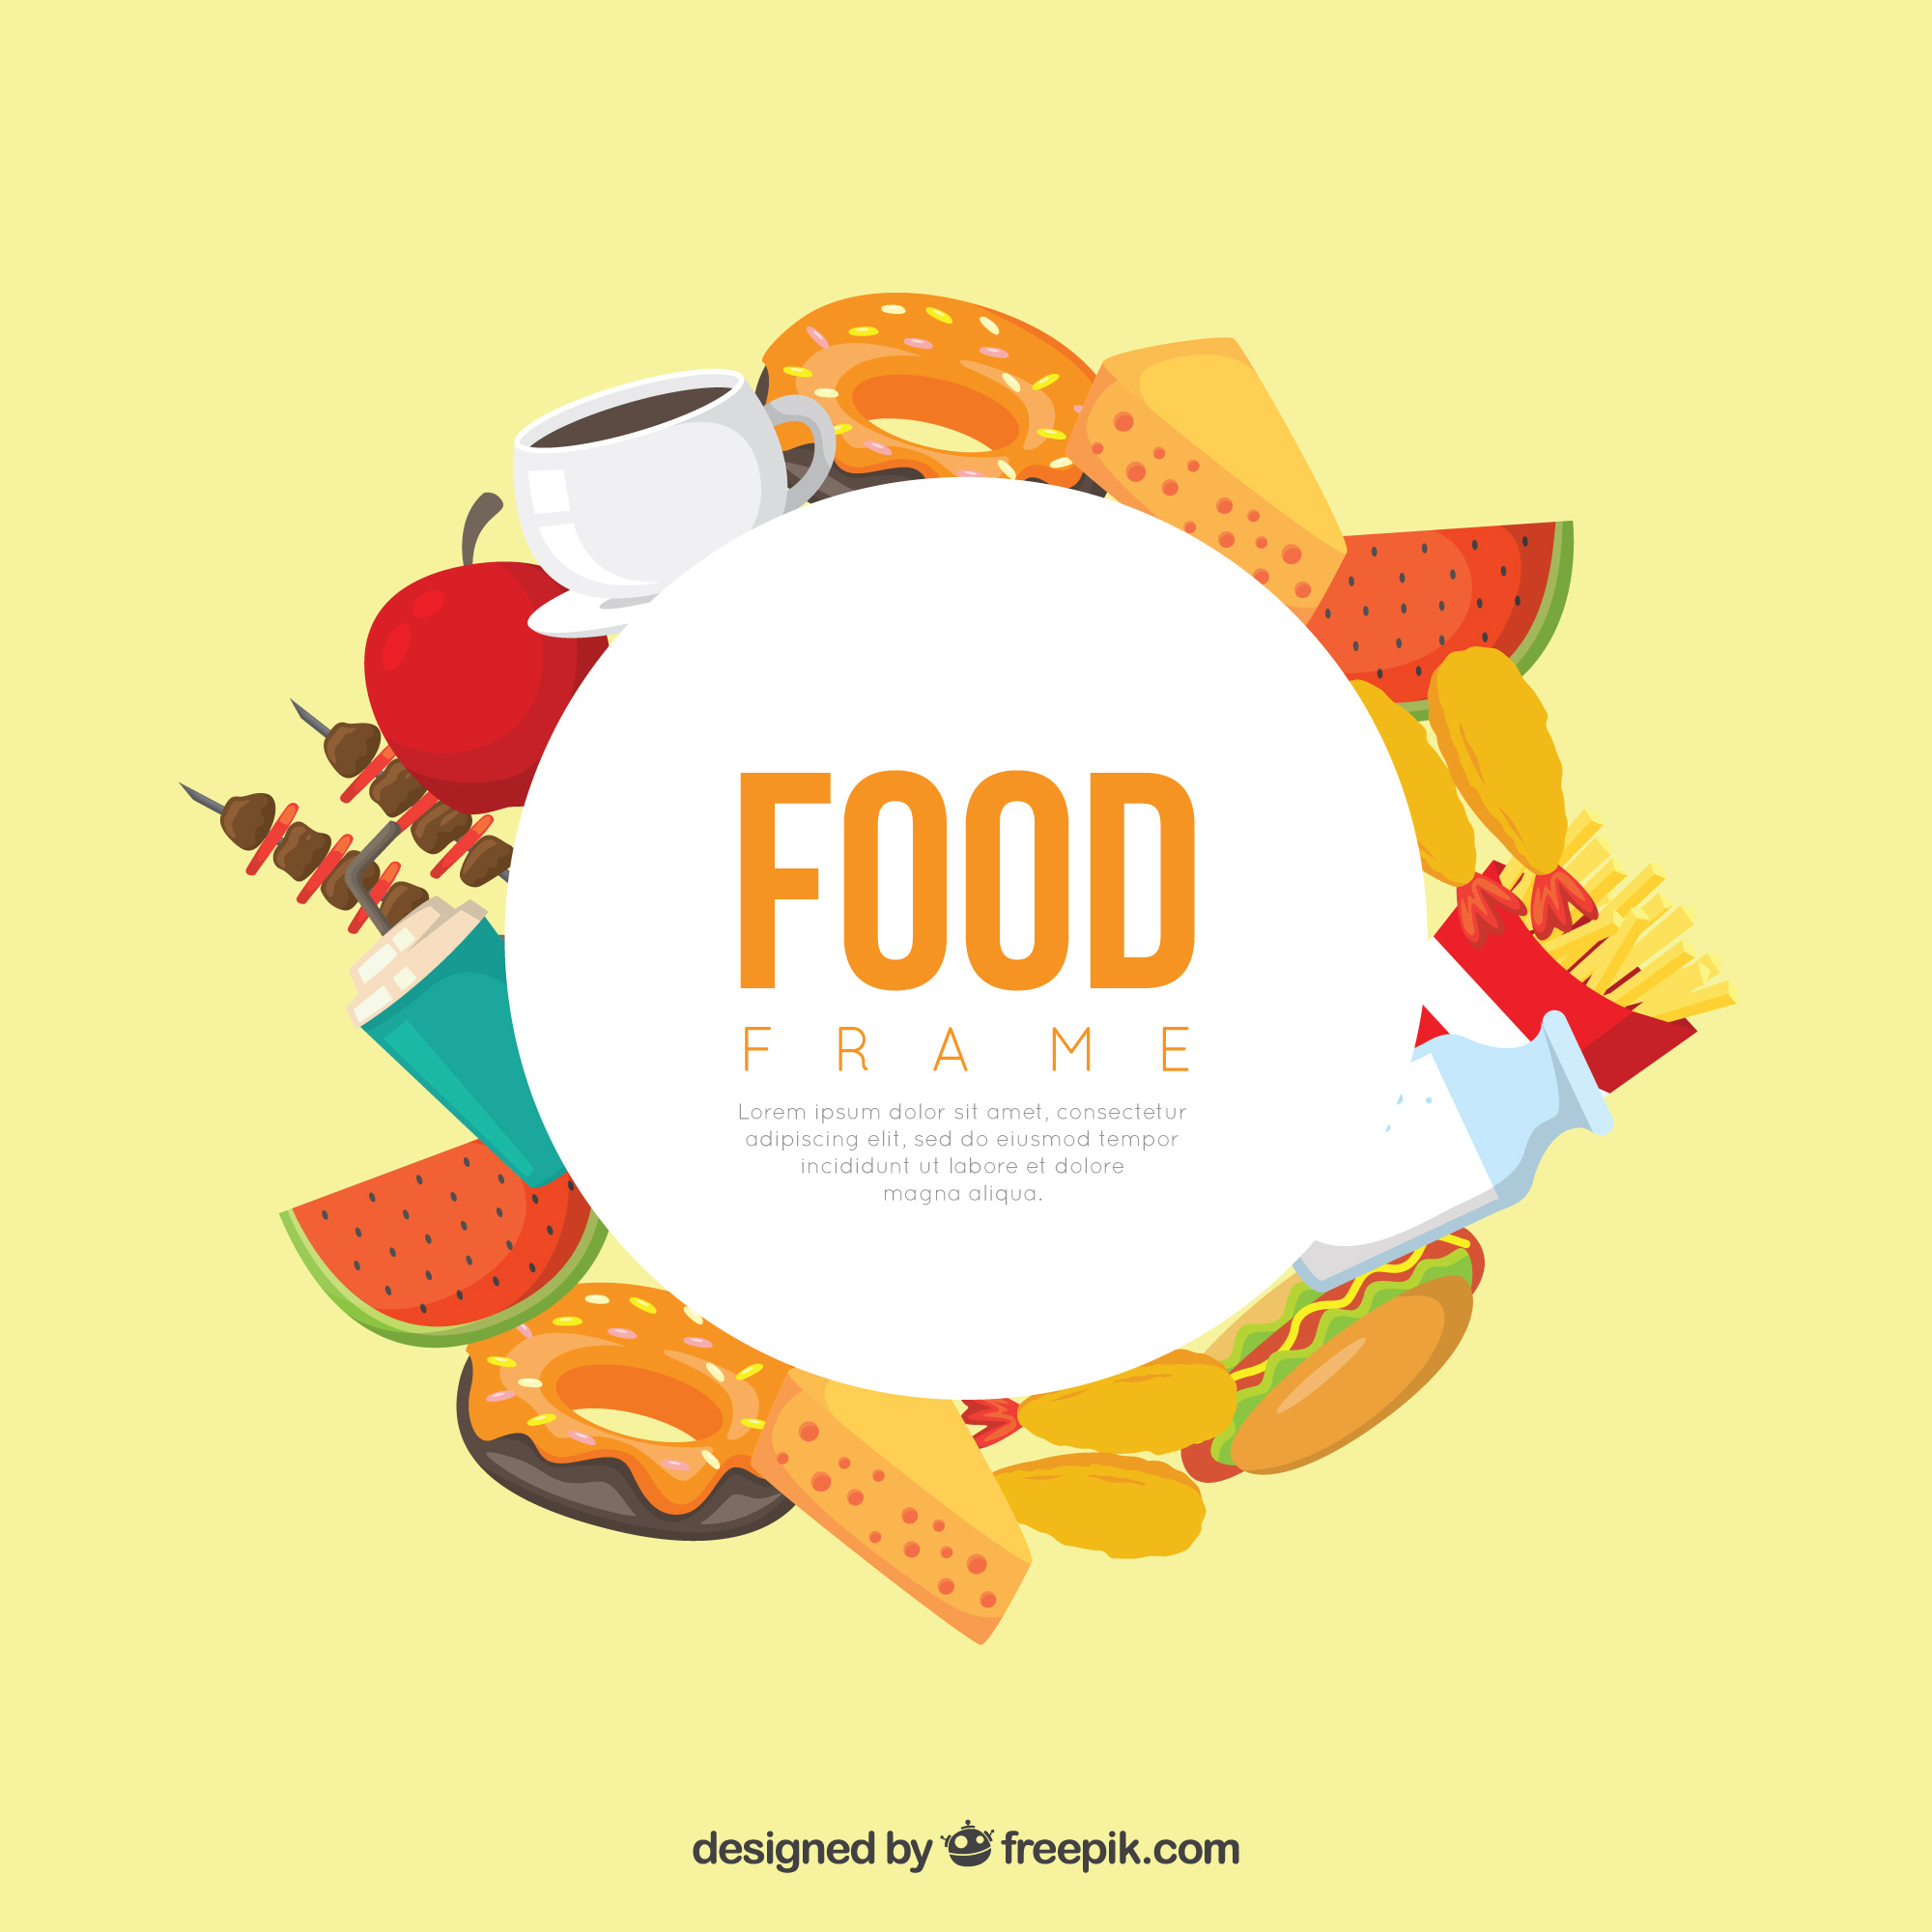 FOOD
FRAME
Lorem ipsum dolor sit amet, consectetur
adipiscing elit, sed do eiusmod tempor
incididunt ut labore et dolore
magna aliqua.
designed by freepik.com